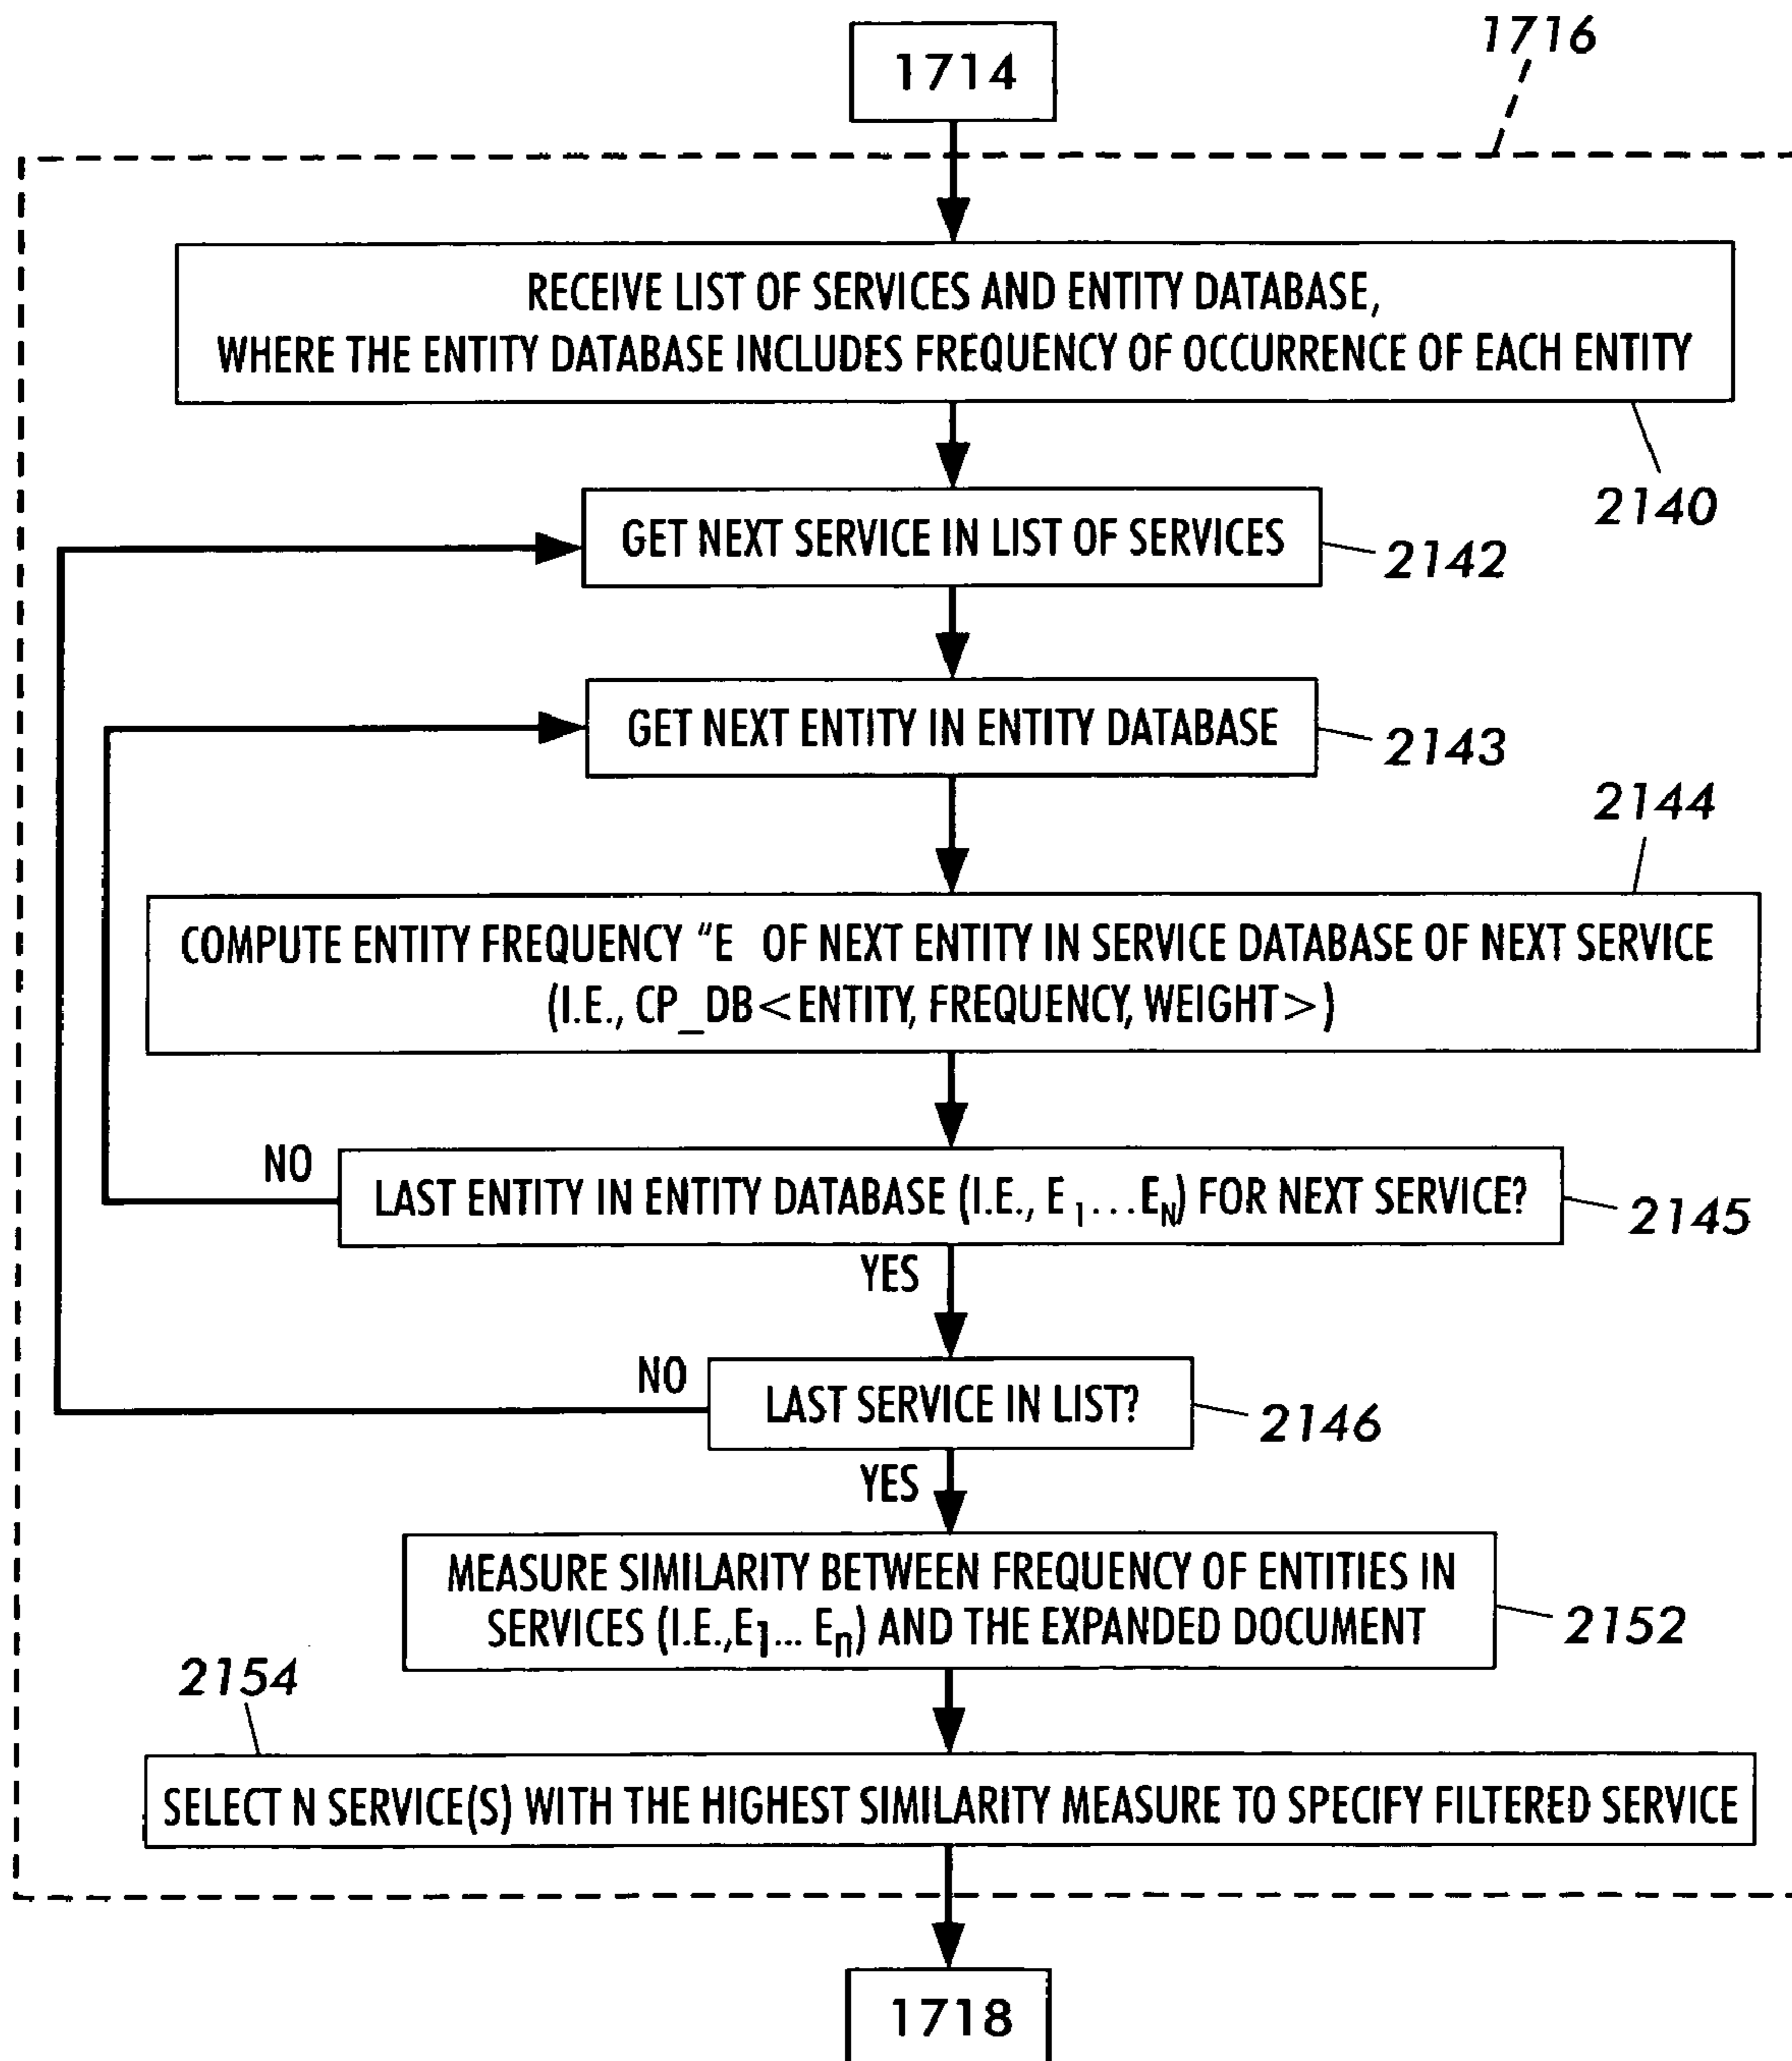 1716
1714
RECEIVE LIST OF SERVICES AND ENTITY DATABASE,
WHERE THE ENTITY DATABASE INCLUDES FREQUENCY OF OCCURRENCE OF EACH ENTITY
2140
GET NEXT SERVICE IN LIST OF SERVICES
2142
GET NEXT ENTITY IN ENTITY DATABASE
2143
2144
COMPUTE ENTITY FREQUENCY "E OF NEXT ENTITY IN SERVICE DATABASE OF NEXT SERVICE
(I.E., CP_DB<ENTITY, FREQUENCY, WEIGHT>)
NO
LAST ENTITY IN ENTITY DATABASE (I.E., E1...EN) FOR NEXT SERVICE?
2145
YES
NO
LAST SERVICE IN LIST?
2146
YES
MEASURE SIMILARITY BETWEEN FREQUENCY OF ENTITIES IN
SERVICES (I.E.,E1... En) AND THE EXPANDED DOCUMENT
2152
2154
SELECT N SERVICE(S) WITH THE HIGHEST SIMILARITY MEASURE TO SPECIFY FILTERED SERVICE
1718